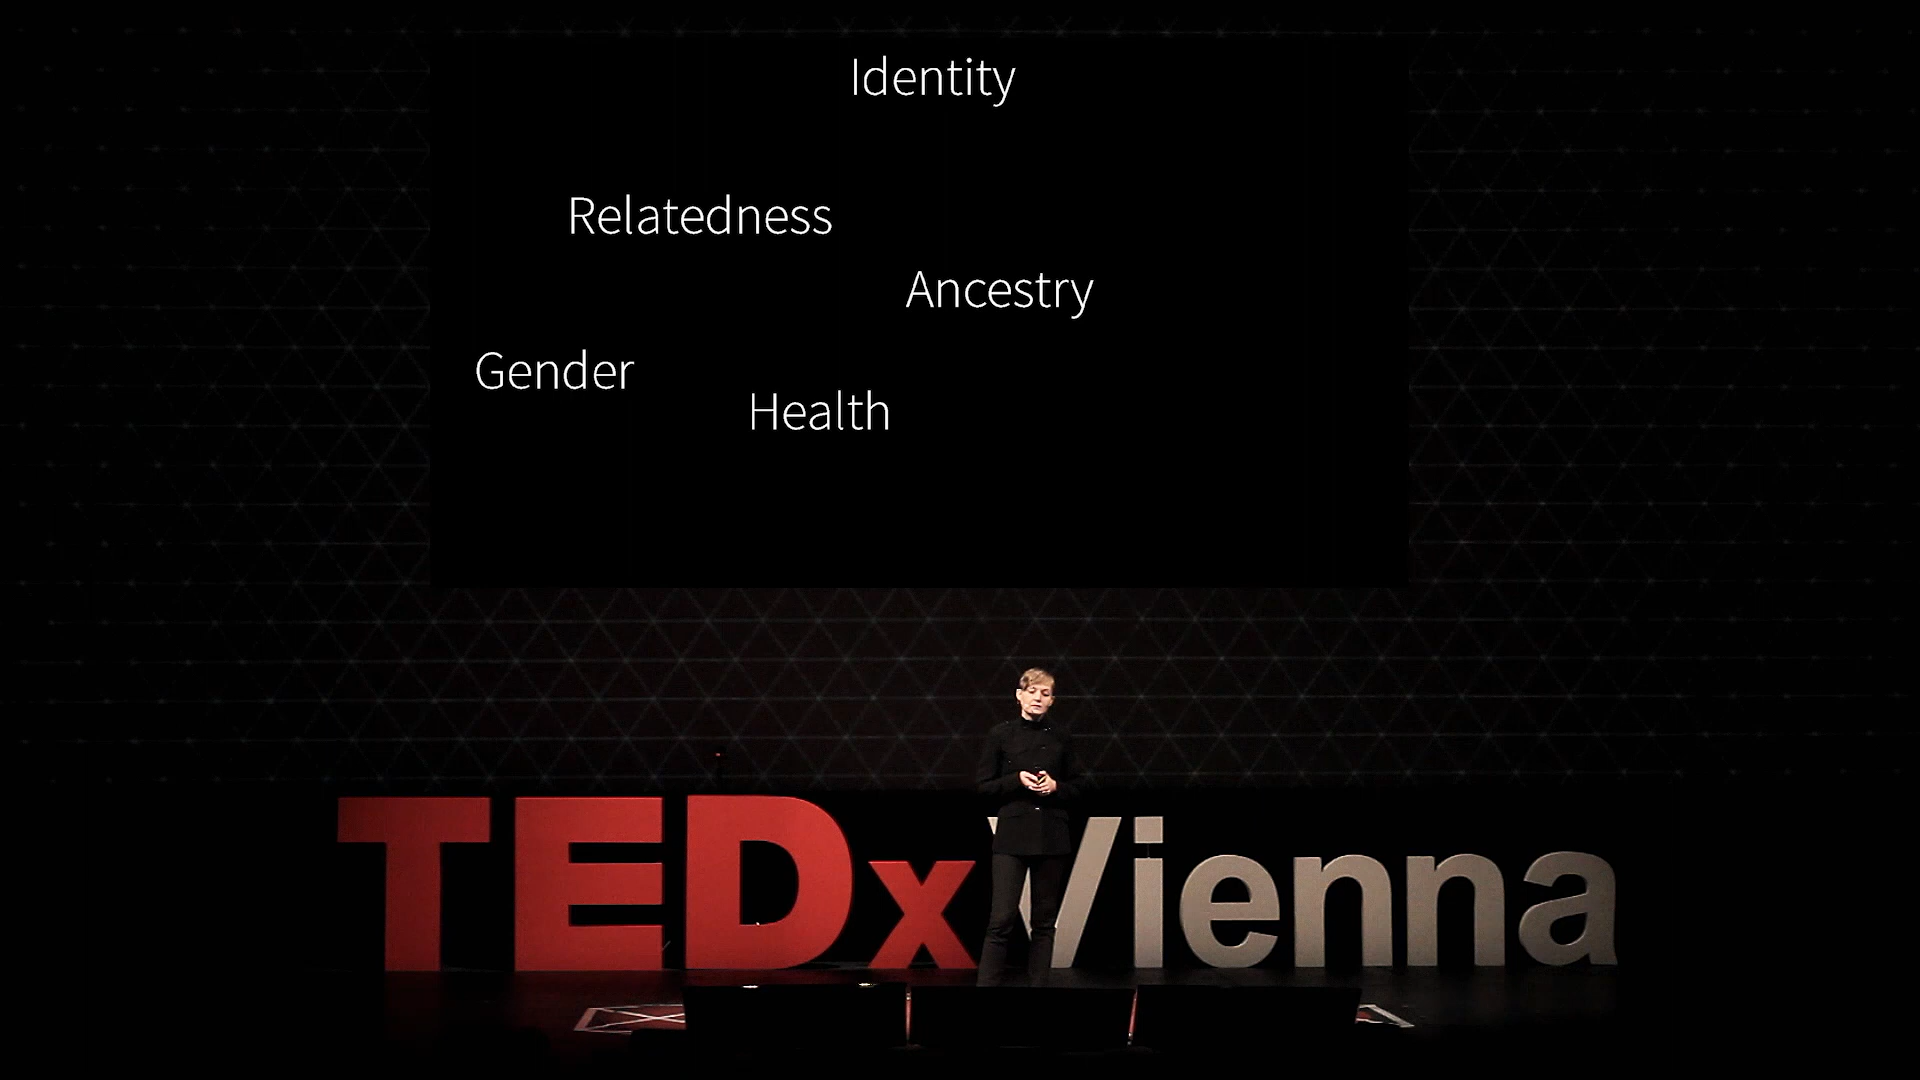 Identity
Relatedness
Ancestry
Gender
Health
TEDxVienna